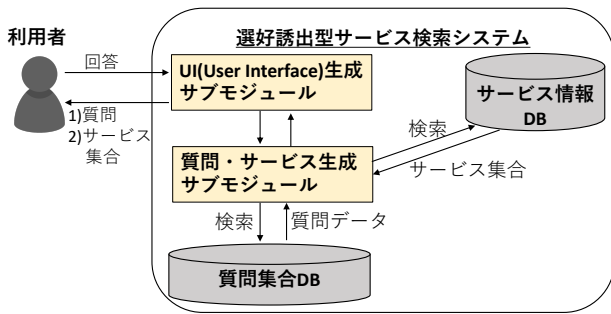 利用者
選好誘出型サービス検索システム
回答
UI(User Interface)生成
サブモジュール
1)質問
2)サービス
集合
サービス情報
DB
検索
サービス集合
質問・サービス生成
サブモジュール
検索
質問データ
質問集合DB